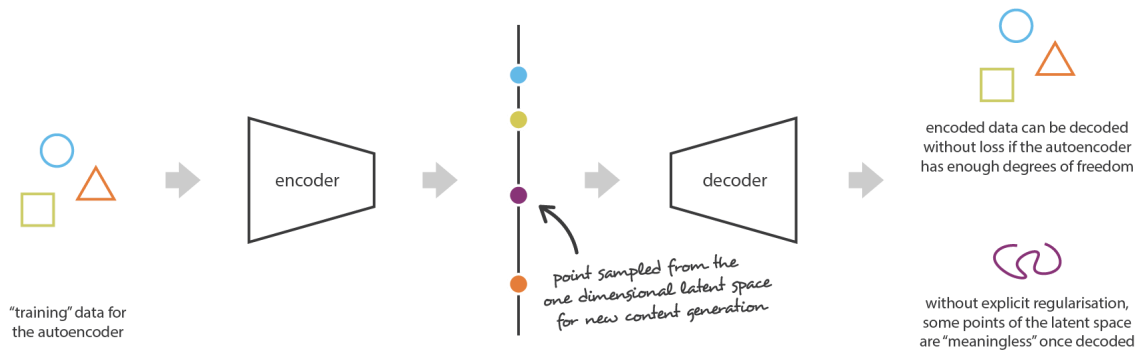 "training" data for
the autoencoder
encoder
point sampled from the
one dimensional latent space
for new content generation
decoder
encoded data can be decoded
without loss if the autoencoder
has enough degrees of freedom
without explicit regularisation,
some points of the latent space
are "meaningless" once decoded